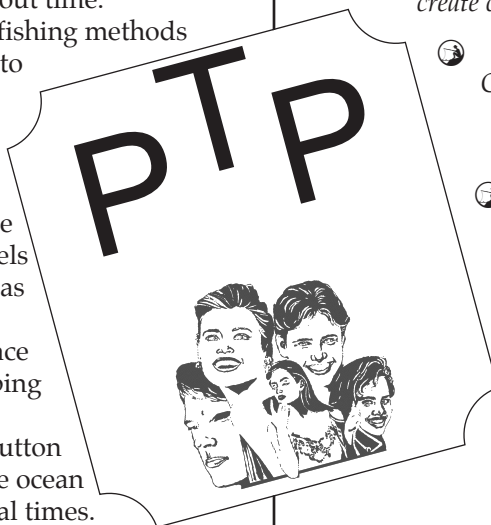 out time.
fishing methods
to
create
PTP
e
els
as
nce
ping
utton
e ocean
al times.